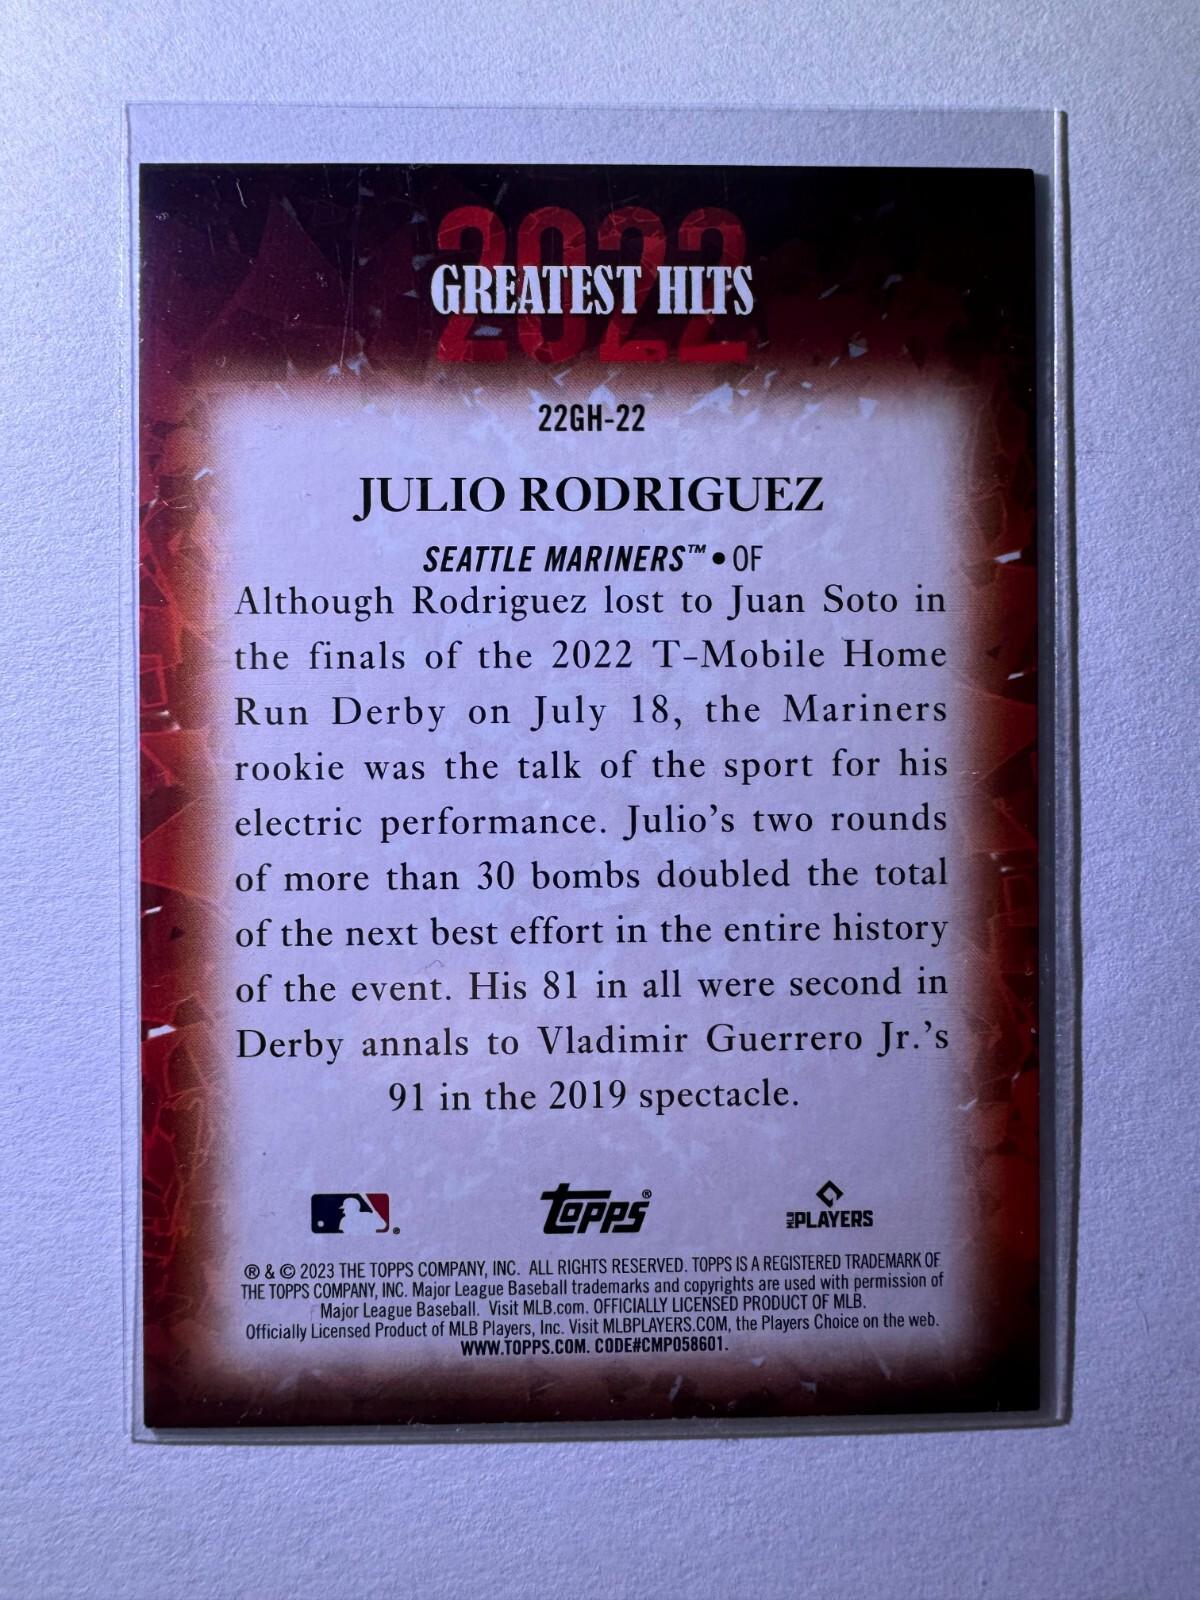 2022
GREATEST HITS
22GH-22
JULIO RODRIGUEZ
SEATTLE MARINERS™ • OF
Although Rodriguez lost to Juan Soto in
the finals of the 2022 T-Mobile Home
Run Derby on July 18, the Mariners
rookie was the talk of the sport for his
electric performance. Julio's two rounds
of more than 30 bombs doubled the total
of the next best effort in the entire history
of the event. His 81 in all were second in
Derby annals to Vladimir Guerrero Jr.'s
91 in the 2019 spectacle.
topps®
MLB PLAYERS
® & © 2023 THE TOPPS COMPANY, INC. ALL RIGHTS RESERVED. TOPPS IS A REGISTERED TRADEMARK OF
THE TOPPS COMPANY, INC. Major League Baseball trademarks and copyrights are used with permission of
Major League Baseball. Visit MLB.com. OFFICIALLY LICENSED PRODUCT OF MLB.
Officially Licensed Product of MLB Players, Inc. Visit MLBPLAYERS.COM, the Players Choice on the web.
WWW.TOPPS.COM. CODE#CMP058601.